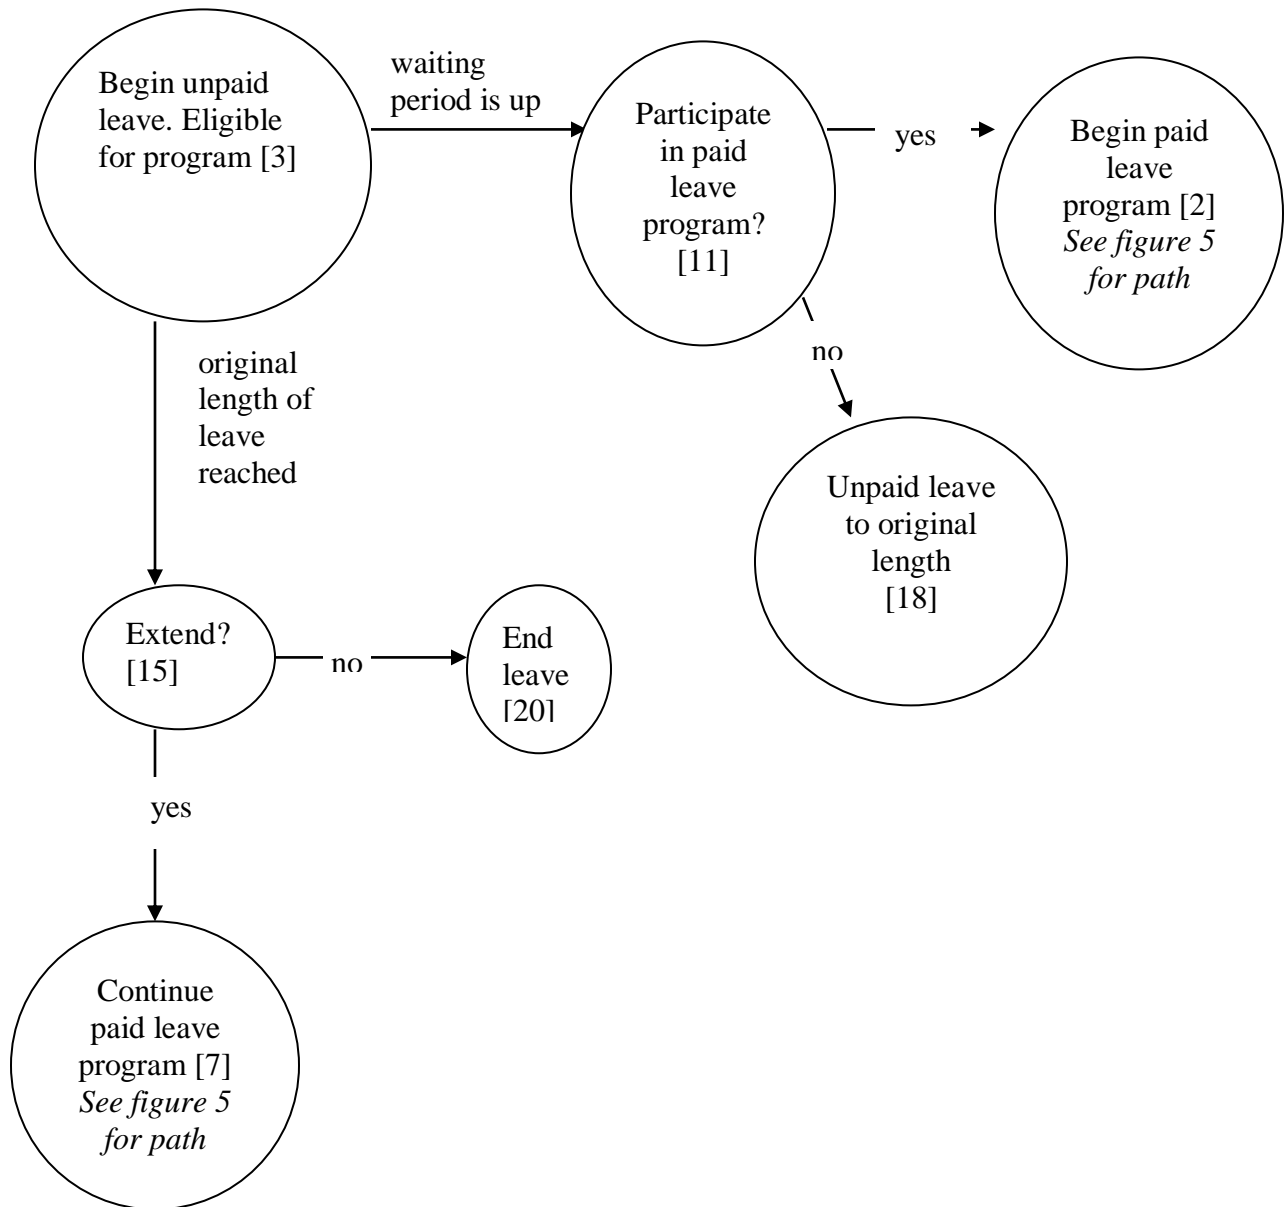 Begin unpaid
leave. Eligible
for program [3]
waiting
period is up
Participate
in paid
leave
program?
[11]
yes
Begin paid
leave
program [2]
See figure 5
for path
no
original
length of
leave
reached
Unpaid leave
to original
length
[18]
Extend?
[15]
no
End
leave
[20]
yes
Continue
paid leave
program [7]
See figure 5
for path